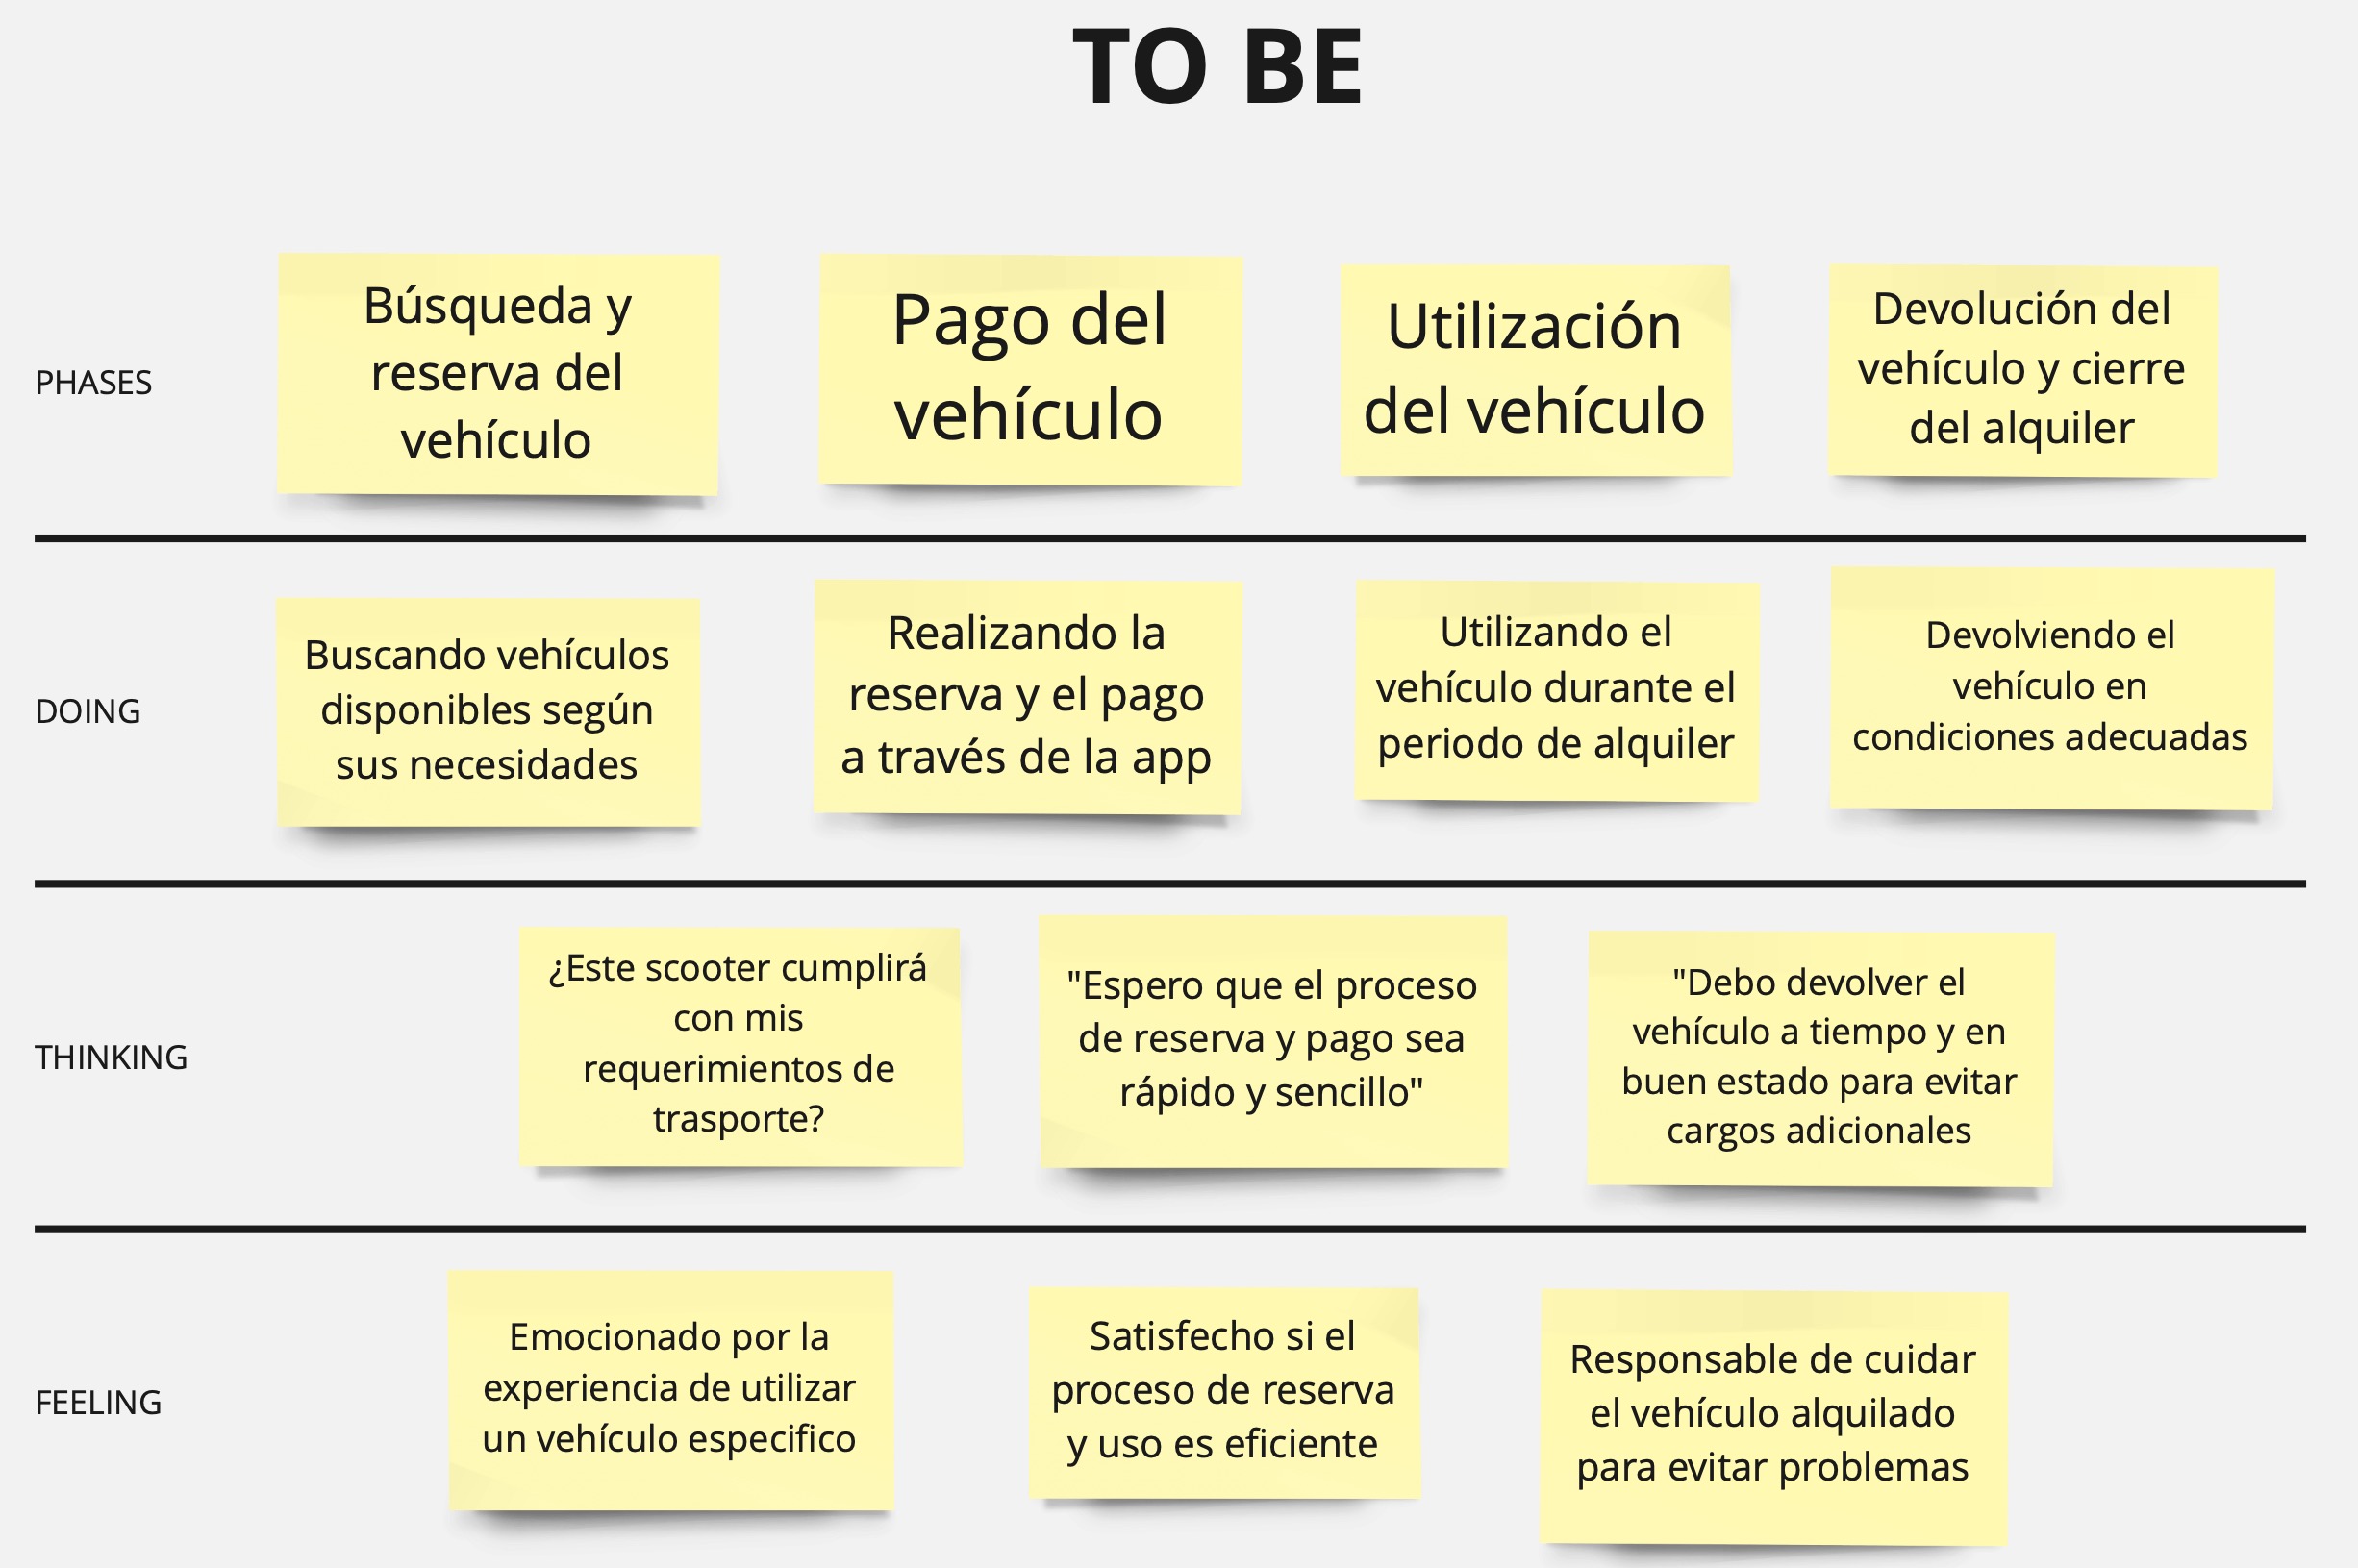 TO BE
PHASES
Búsqueda y
reserva del
vehículo
Pago del
vehículo
Utilización
del vehículo
Devolución del
vehículo y cierre
del alquiler
DOING
Buscando vehículos
disponibles según
sus necesidades
Realizando la
reserva y el pago
a través de la app
Utilizando el
vehículo durante el
periodo de alquiler
Devolviendo el
vehículo en
condiciones adecuadas
THINKING
¿Este scooter cumplirá
con mis
requerimientos de
trasporte?
"Espero que el proceso
de reserva y pago sea
rápido y sencillo"
"Debo devolver el
vehículo a tiempo y en
buen estado para evitar
cargos adicionales
FEELING
Emocionado por la
experiencia de utilizar
un vehículo especifico
Satisfecho si el
proceso de reserva
y uso es eficiente
Responsable de cuidar
el vehículo alquilado
para evitar problemas